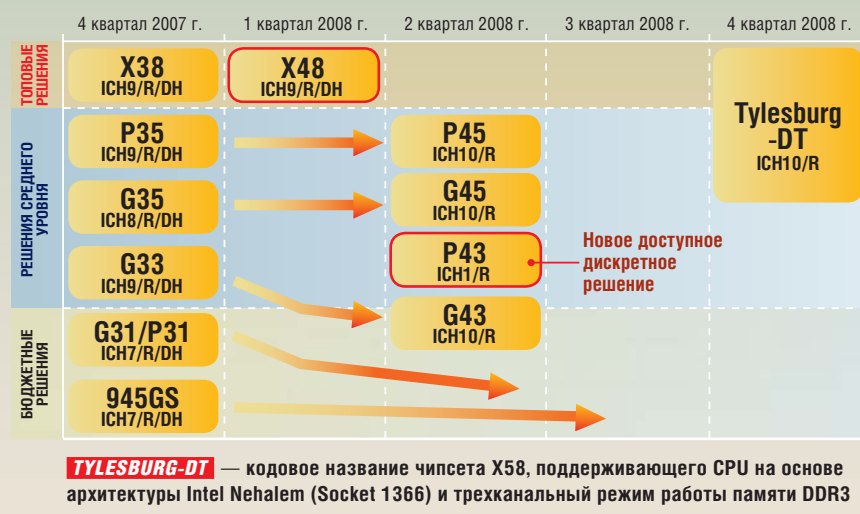 4 квартал 2007 г. 1 квартал 2008 г. 2 квартал 2008 г. 3 квартал 2008 г. 4 квартал 2008 г.
ТОПОВЫЕ
РЕШЕНИЯ
X38
ICH9/R/DH
X48
ICH9/R/DH
Tylesburg
-DT
ICH10/R
РЕШЕНИЯ СРЕДНЕГО
УРОВНЯ
P35
ICH9/R/DH
P45
ICH10/R
G35
ICH8/R/DH
G45
ICH10/R
G33
ICH9/R/DH
P43
ICH1/R
Новое доступное
дискретное
решение
G43
ICH10/R
БЮДЖЕТНЫЕ
РЕШЕНИЯ
G31/P31
ICH7/R/DH
945GS
ICH7/R/DH
TYLESBURG-DT — кодовое название чипсета X58, поддерживающего CPU на основе
архитектуры Intel Nehalem (Socket 1366) и трехканальный режим работы памяти DDR3